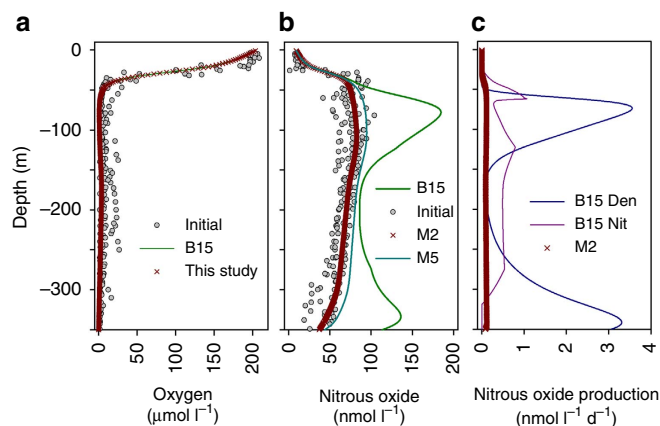 a
b
c
0
−100
−200
−300
Depth (m)
Initial
B15
This study
0
50
100
150
200
Oxygen
(μmol l⁻¹)
B15
Initial
M2
M5
0
50
100
150
200
Nitrous oxide
(nmol l⁻¹)
B15 Den
B15 Nit
M2
0
1
2
3
4
Nitrous oxide production
(nmol l⁻¹ d⁻¹)